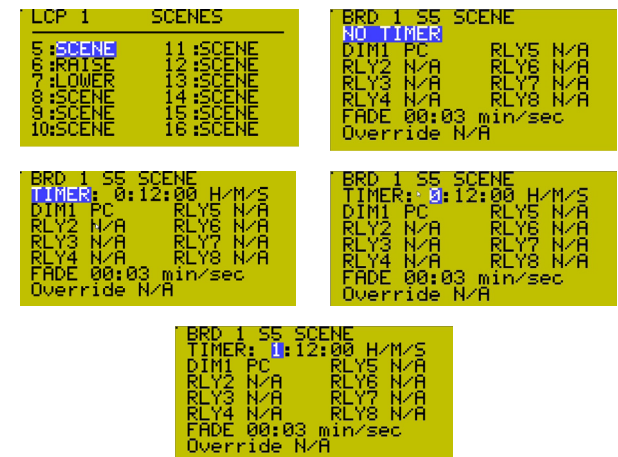 LCP 1 SCENES
5 :SCENE 11 :SCENE
6 :RAISE 12 :SCENE
7 :LOWER 13 :SCENE
8 :SCENE 14 :SCENE
9 :SCENE 15 :SCENE
10:SCENE 16 :SCENE
BRD 1 S5 SCENE
NO TIMER
DIM1 PC RLY5 N/A
RLY2 N/A RLY6 N/A
RLY3 N/A RLY7 N/A
RLY4 N/A RLY8 N/A
FADE 00:03 min/sec
Override N/A
BRD 1 S5 SCENE
TIMER: 0:12:00 H/M/S
DIM1 PC RLY5 N/A
RLY2 N/A RLY6 N/A
RLY3 N/A RLY7 N/A
RLY4 N/A RLY8 N/A
FADE 00:03 min/sec
Override N/A
BRD 1 S5 SCENE
TIMER: 0:12:00 H/M/S
DIM1 PC RLY5 N/A
RLY2 N/A RLY6 N/A
RLY3 N/A RLY7 N/A
RLY4 N/A RLY8 N/A
FADE 00:03 min/sec
Override N/A
BRD 1 S5 SCENE
TIMER: 1:12:00 H/M/S
DIM1 PC RLY5 N/A
RLY2 N/A RLY6 N/A
RLY3 N/A RLY7 N/A
RLY4 N/A RLY8 N/A
FADE 00:03 min/sec
Override N/A